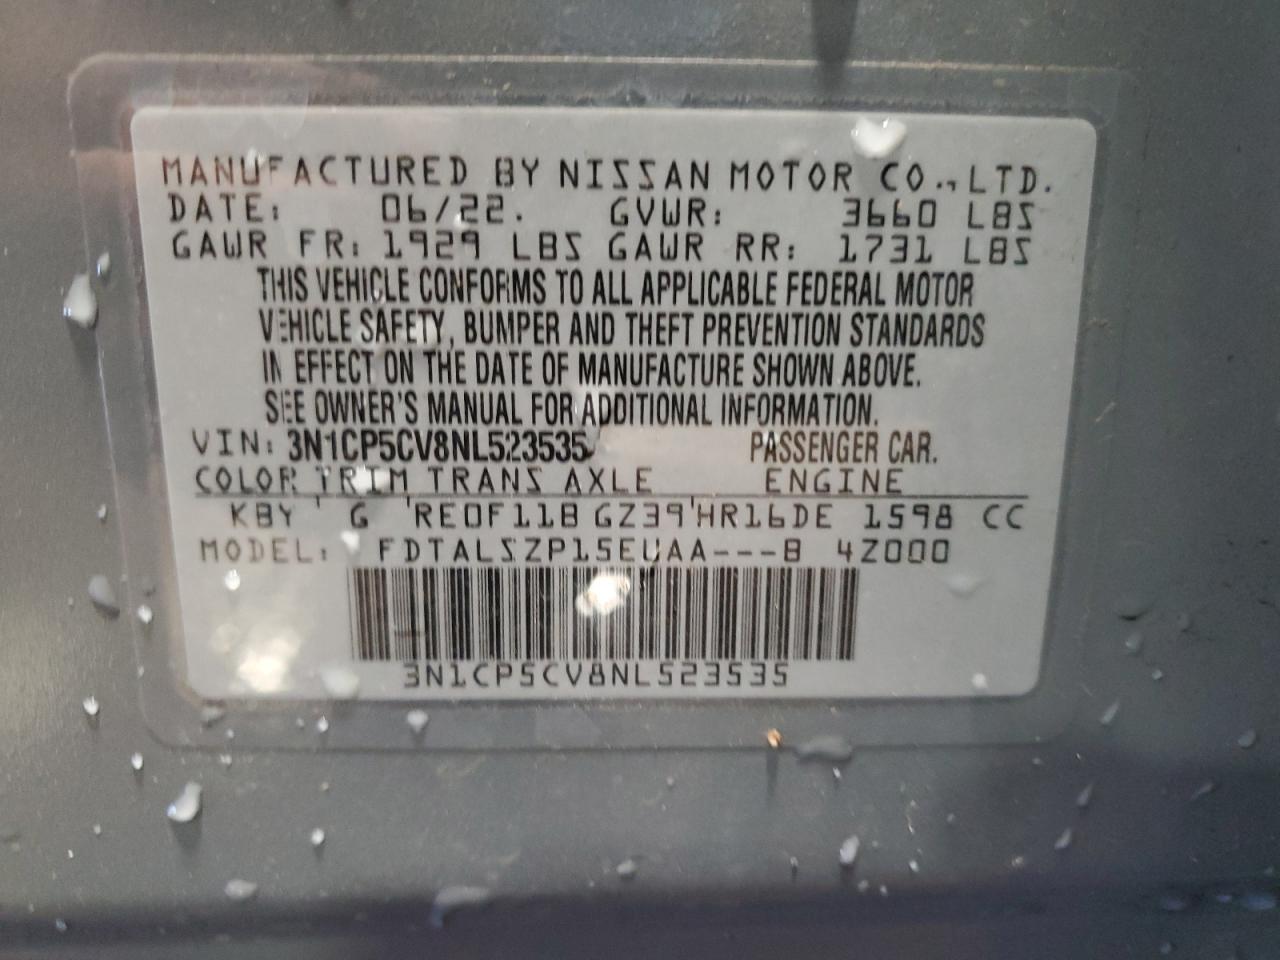 MANUFACTURED BY NISSAN MOTOR CO.,LTD.
DATE: 06/22. GVWR: 3660 LBS
GAWR FR: 1929 LBS GAWR RR: 1731 LBS
THIS VEHICLE CONFORMS TO ALL APPLICABLE FEDERAL MOTOR
VEHICLE SAFETY, BUMPER AND THEFT PREVENTION STANDARDS
IN EFFECT ON THE DATE OF MANUFACTURE SHOWN ABOVE.
SEE OWNER'S MANUAL FOR ADDITIONAL INFORMATION.
VIN: 3N1CP5CV8NL523535 PASSENGER CAR.
COLOR TRIM TRANS AXLE ENGINE
KBY ' G 'RE0F11B GZ39'HR16DE 1598 CC
MODEL: FDTALSZP15EUAA---B 4Z000
3N1CP5CV8NL523535